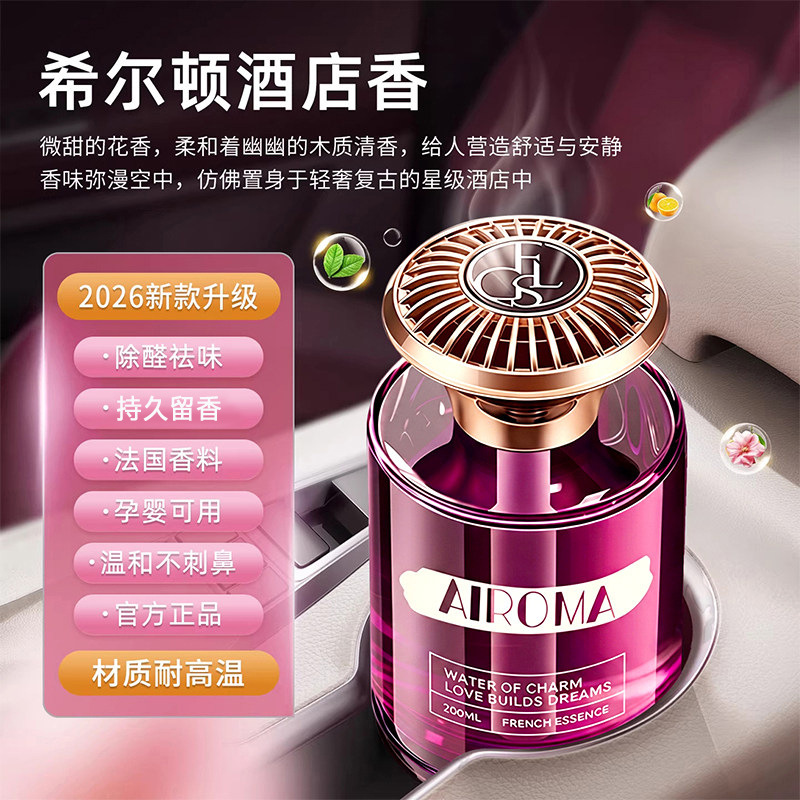 希尔顿酒店香
微甜的花香，柔和着幽幽的木质清香，给人营造舒适与安静
香味弥漫空中，仿佛置身于轻奢复古的星级酒店中
2026新款升级
·除醛祛味
·持久留香
·法国香料
·孕婴可用
·温和不刺鼻
·官方正品
材质耐高温
AIROMA
WATER OF CHARM
LOVE BUILDS DREAMS
200ML FRENCH ESSENCE